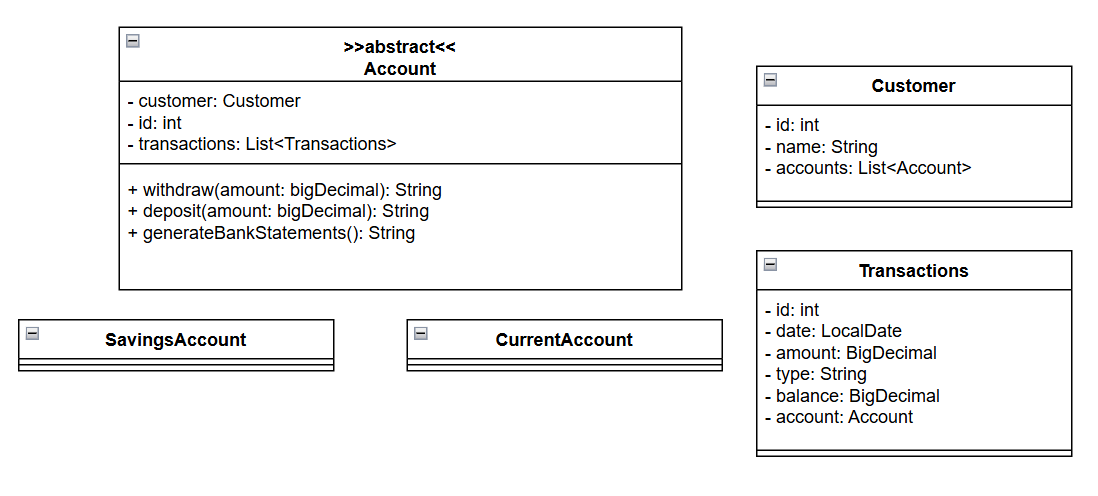 >>abstract<<
Account
- customer: Customer
- id: int
- transactions: List<Transactions>
+ withdraw(amount: bigDecimal): String
+ deposit(amount: bigDecimal): String
+ generateBankStatements(): String
Customer
- id: int
- name: String
- accounts: List<Account>
SavingsAccount
CurrentAccount
Transactions
- id: int
- date: LocalDate
- amount: BigDecimal
- type: String
- balance: BigDecimal
- account: Account